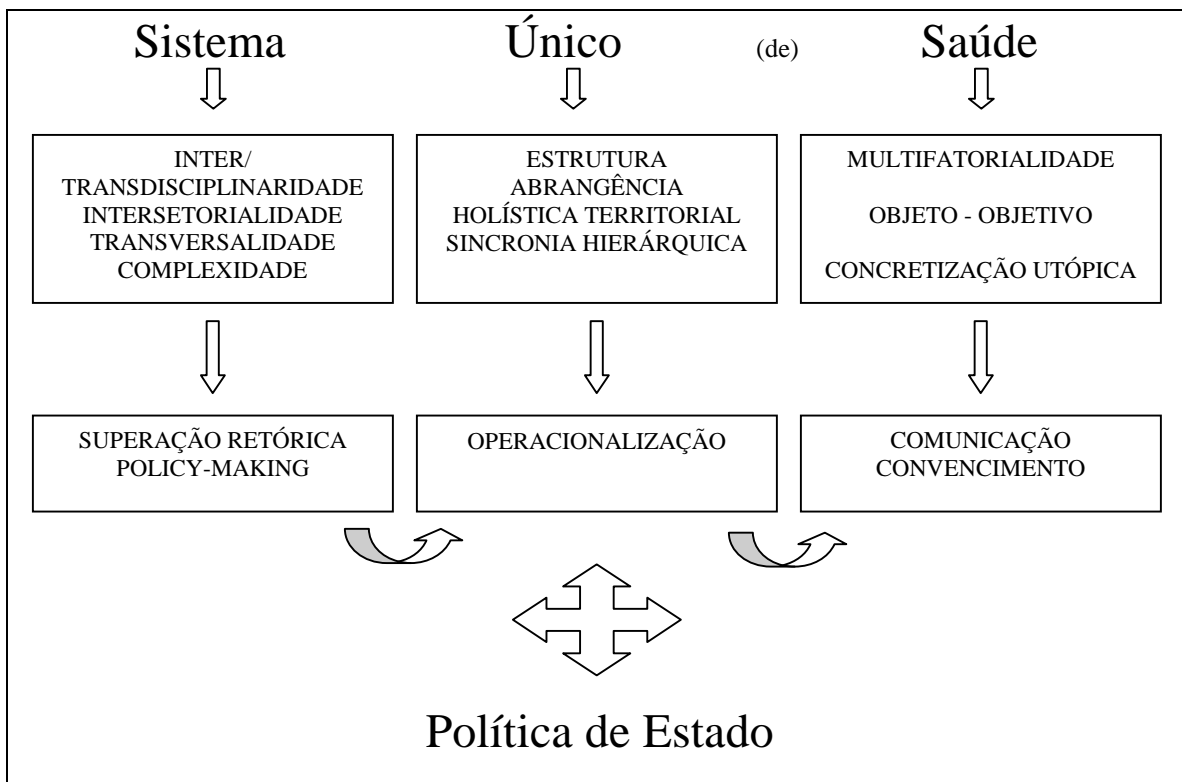 Sistema Único (de) Saúde
INTER/
TRANSDISCIPLINARIDADE
INTERSETORIALIDADE
TRANSVERSALIDADE
COMPLEXIDADE
ESTRUTURA
ABRANGÊNCIA
HOLÍSTICA TERRITORIAL
SINCRONIA HIERÁRQUICA
MULTIFATORIALIDADE
OBJETO - OBJETIVO
CONCRETIZAÇÃO UTÓPICA
SUPERAÇÃO RETÓRICA
POLICY-MAKING
OPERACIONALIZAÇÃO
COMUNICAÇÃO
CONVENCIMENTO
Política de Estado